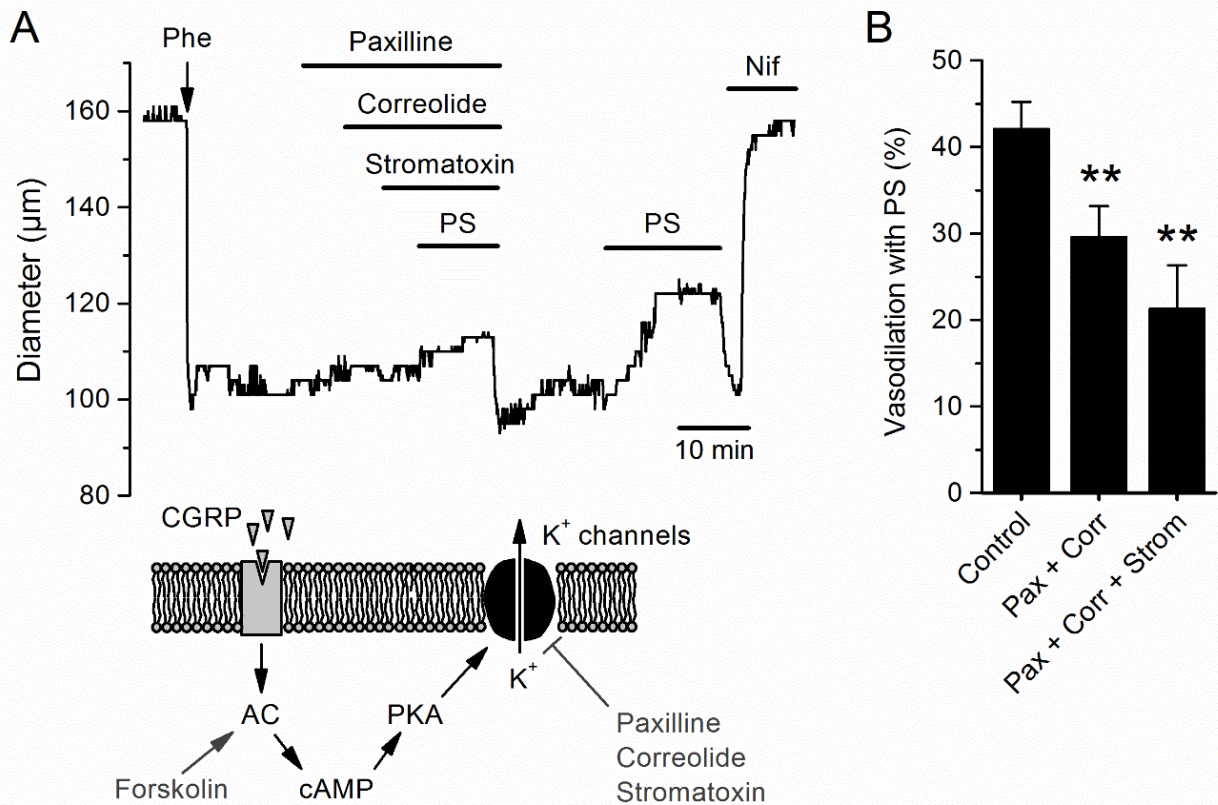 A
Phe
Paxilline
Correolide
Stromatoxin
PS
PS
Nif
Diameter (µm)
160
140
120
100
80
10 min
CGRP
K⁺ channels
K⁺
AC
PKA
cAMP
Forskolin
Paxilline
Correolide
Stromatoxin
B
Vasodilation with PS (%)
50
40
30
20
10
0
**
**
Control
Pax + Corr
Pax + Corr + Strom